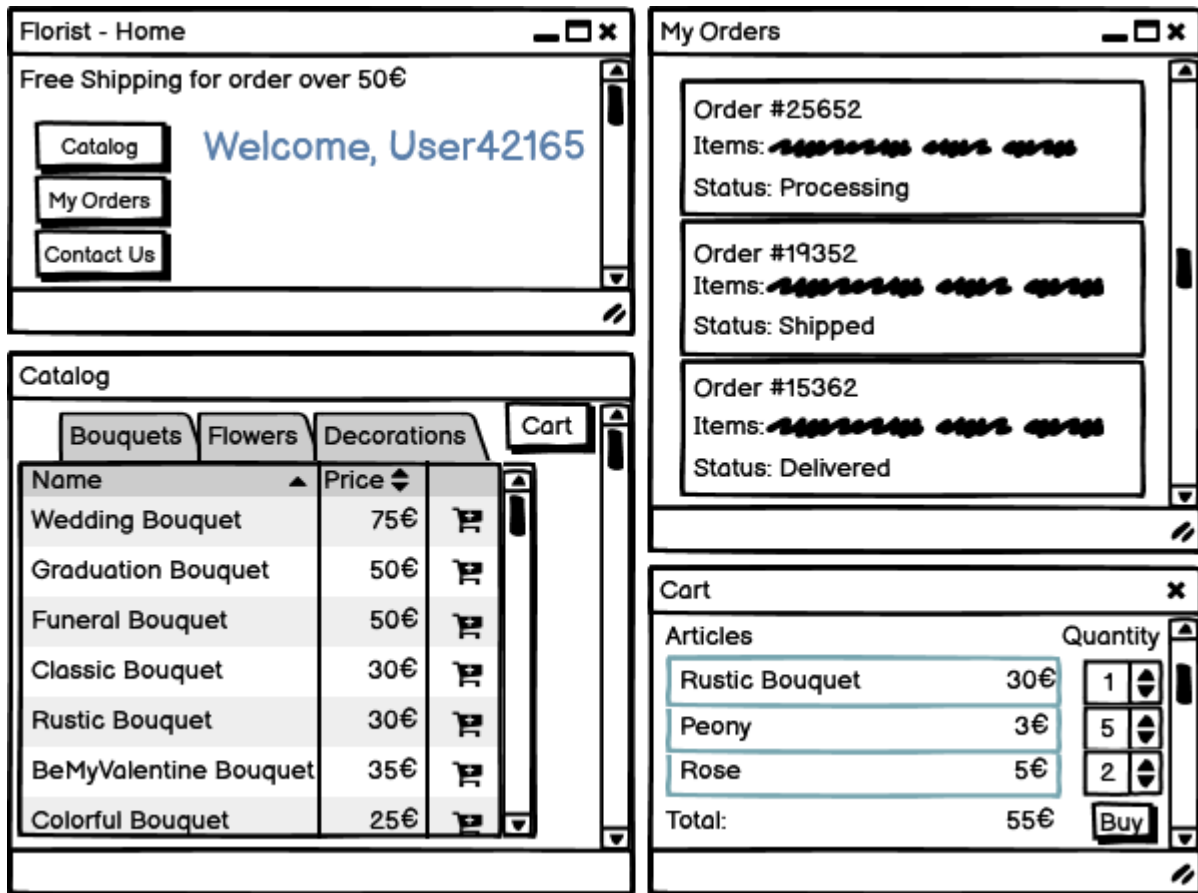 Florist - Home
Free Shipping for order over 50€
Catalog
Welcome, User42165
My Orders
Contact Us
My Orders
Order #25652
Items:
Status: Processing
Order #19352
Items:
Status: Shipped
Order #15362
Items:
Status: Delivered
Catalog
Bouquets Flowers Decorations Cart
Name Price
Wedding Bouquet 75€
Graduation Bouquet 50€
Funeral Bouquet 50€
Classic Bouquet 30€
Rustic Bouquet 30€
BeMyValentine Bouquet 35€
Colorful Bouquet 25€
Cart
Articles Quantity
Rustic Bouquet 30€ 1
Peony 3€ 5
Rose 5€ 2
Total: 55€ Buy